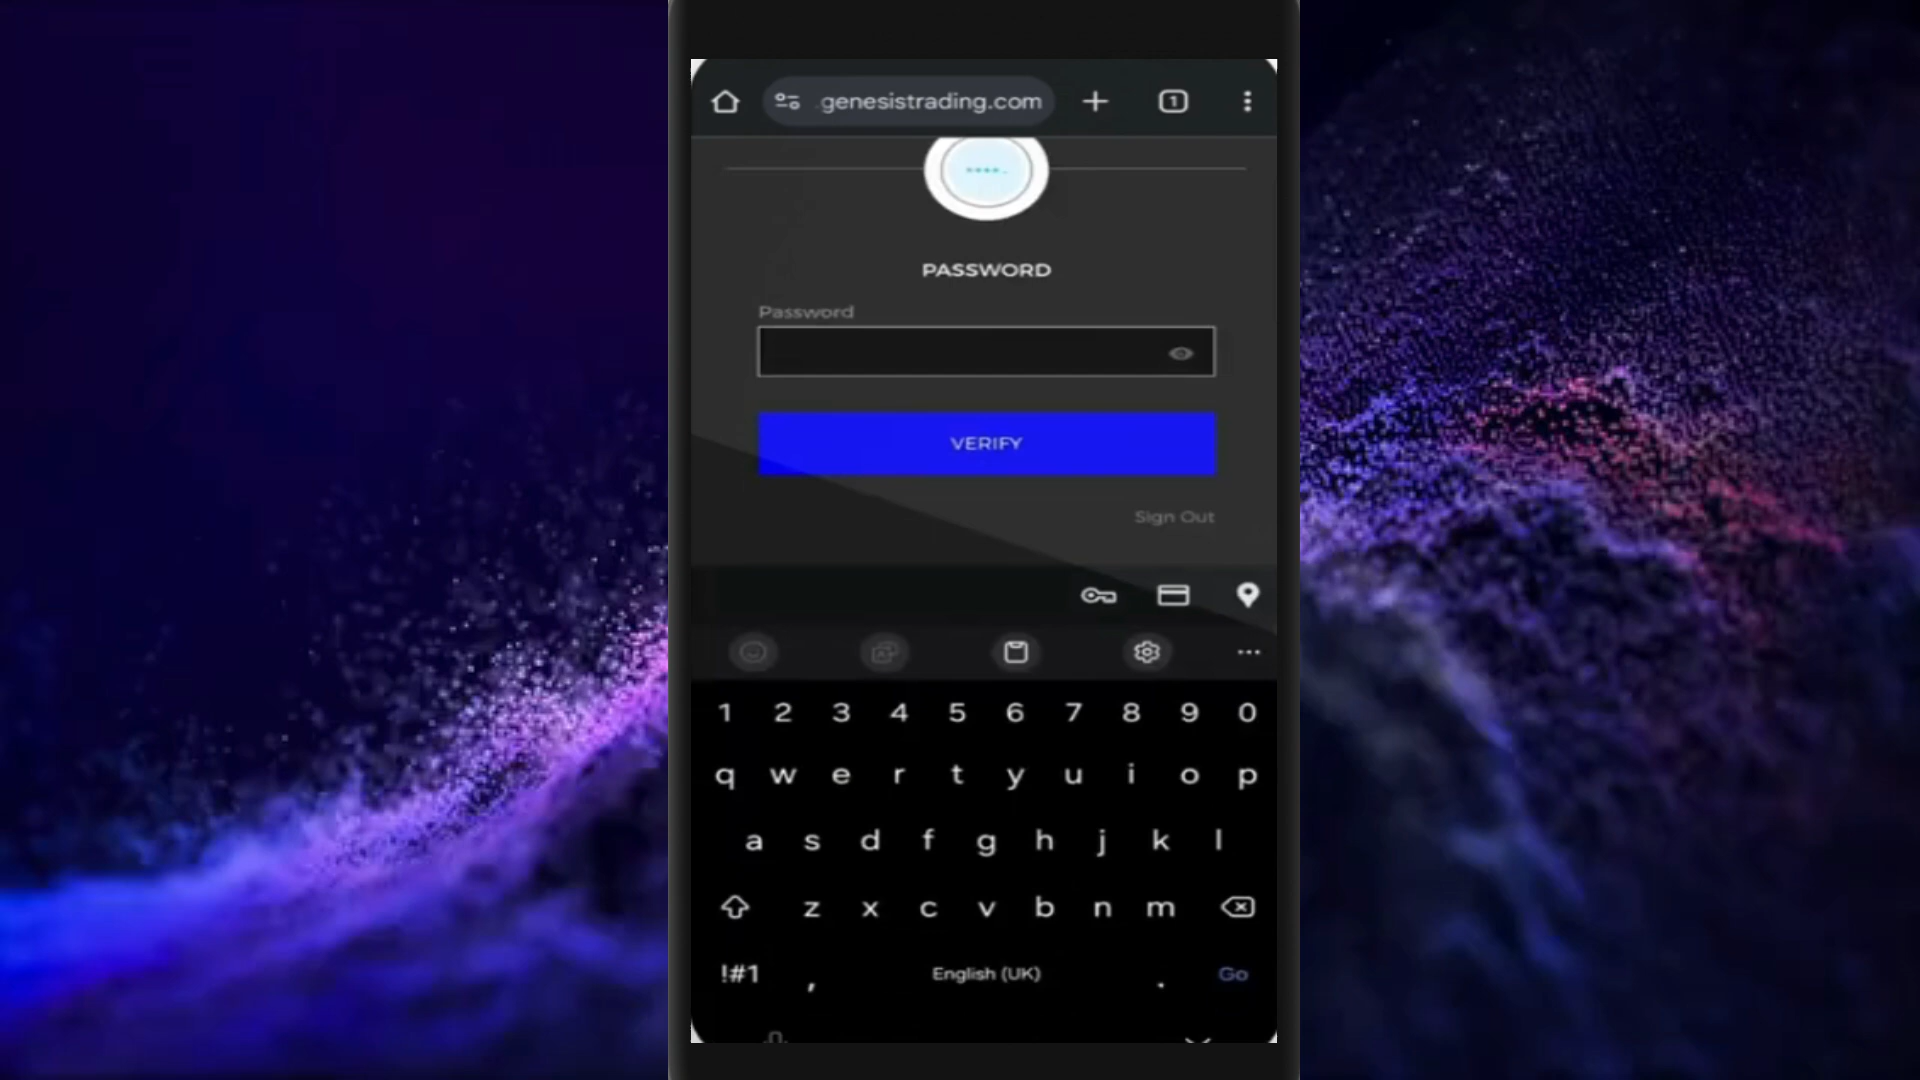 .genesistrading.com
1
PASSWORD
Password
VERIFY
Sign Out
1 2 3 4 5 6 7 8 9 0
q w e r t y u i o p
a s d f g h j k l
z x c v b n m
!#1 , English (UK) . Go